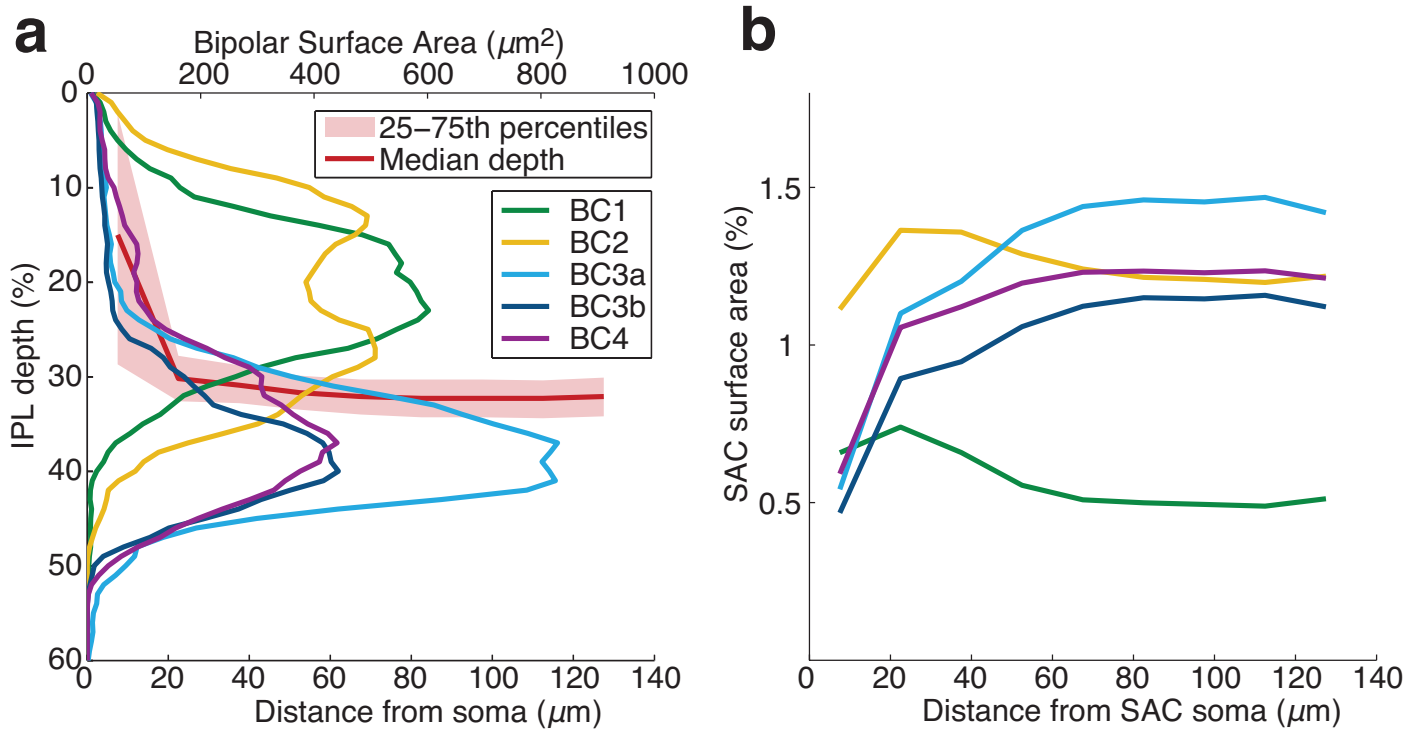 a
Bipolar Surface Area (μm²)
0 200 400 600 800 1000
0
10
20
30
40
50
60
IPL depth (%)
25–75th percentiles
Median depth
BC1
BC2
BC3a
BC3b
BC4
0 20 40 60 80 100 120 140
Distance from soma (μm)
b
1.5
1
0.5
SAC surface area (%)
0 20 40 60 80 100 120 140
Distance from SAC soma (μm)